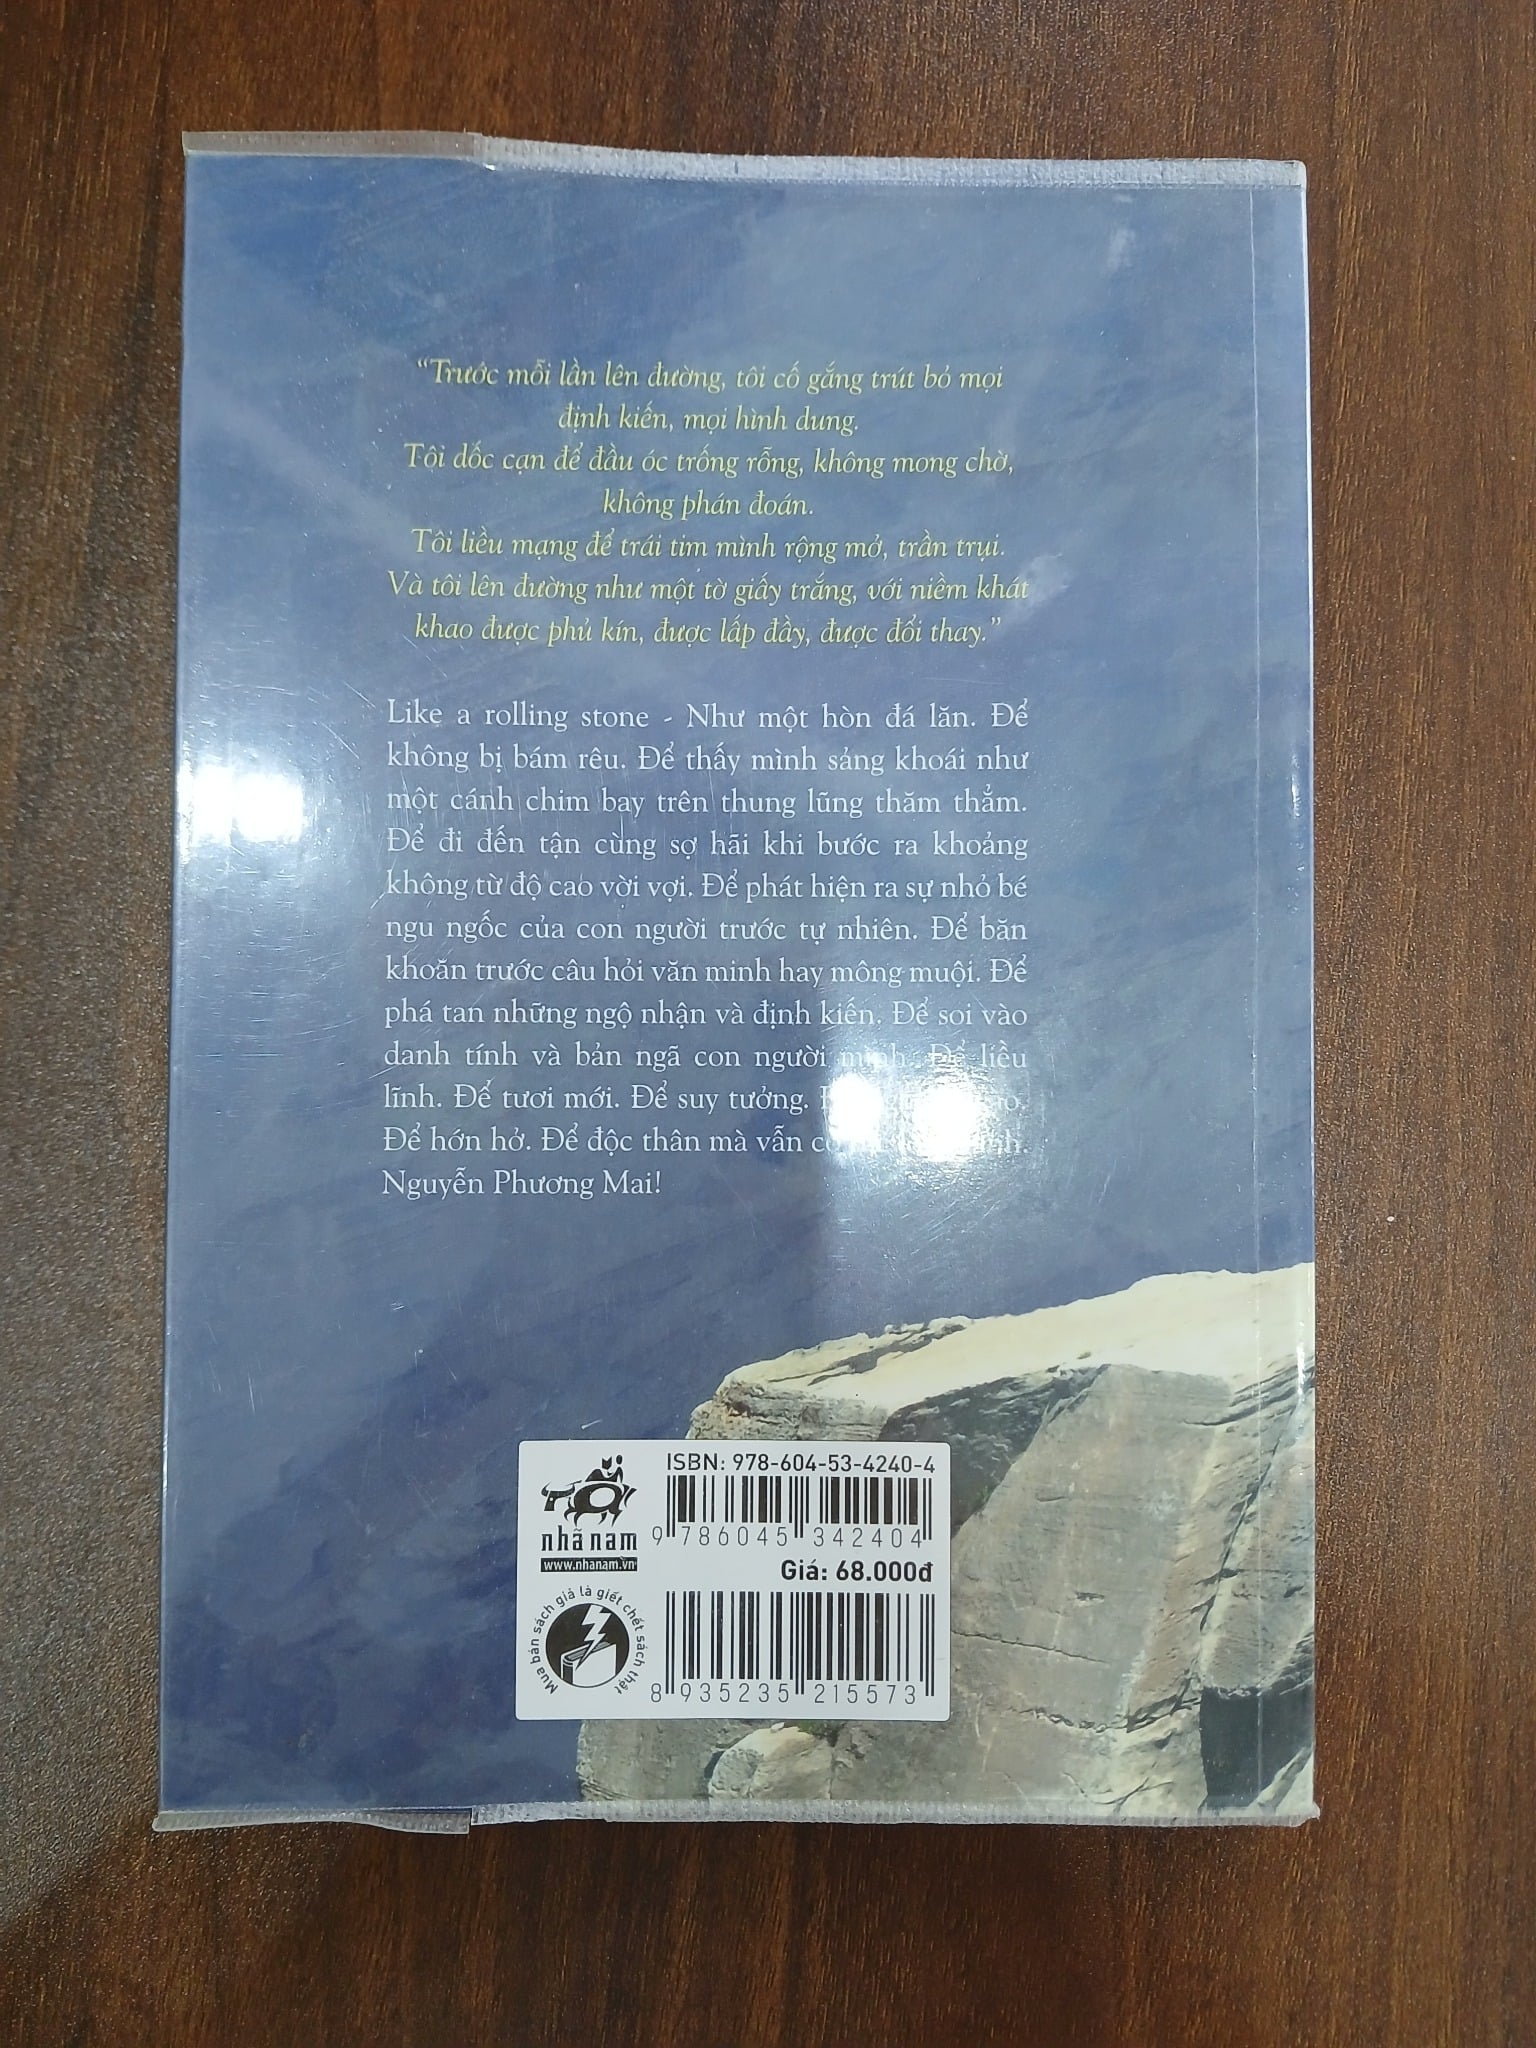 “Trước mỗi lần lên đường, tôi cố gắng trút bỏ mọi
định kiến, mọi hình dung.
Tôi dốc cạn để đầu óc trống rỗng, không mong chờ,
không phán đoán.
Tôi liều mạng để trái tim mình rộng mở, trần trụi.
Và tôi lên đường như một tờ giấy trắng, với niềm khát
khao được phủ kín, được lấp đầy, được đổi thay.”
Like a rolling stone - Như một hòn đá lăn. Để
không bị bám rêu. Để thấy mình sảng khoái như
một cánh chim bay trên thung lũng thăm thẳm.
Để đi đến tận cùng sợ hãi khi bước ra khoảng
không từ độ cao vời vợi. Để phát hiện ra sự nhỏ bé
ngu ngốc của con người trước tự nhiên. Để băn
khoăn trước câu hỏi văn minh hay mông muội. Để
phá tan những ngộ nhận và định kiến. Để soi vào
danh tính và bản ngã con người mình. Để liều
lĩnh. Để tươi mới. Để suy tưởng.
Để hớn hở. Để độc thân mà vẫn
Nguyễn Phương Mai!
nhã nam
www.nhanam.vn
ISBN: 978-604-53-4240-4
9 786045 342404
Giá: 68.000đ
Mua bán sách giả là giết chết sách thật
8 935235 215573